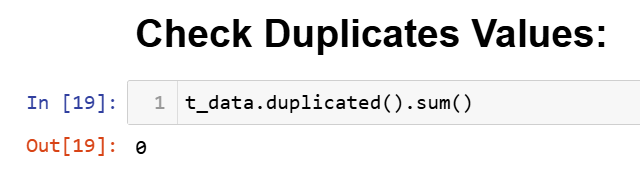 Check Duplicates Values:
In [19]: 1 t_data.duplicated().sum()
Out[19]: 0